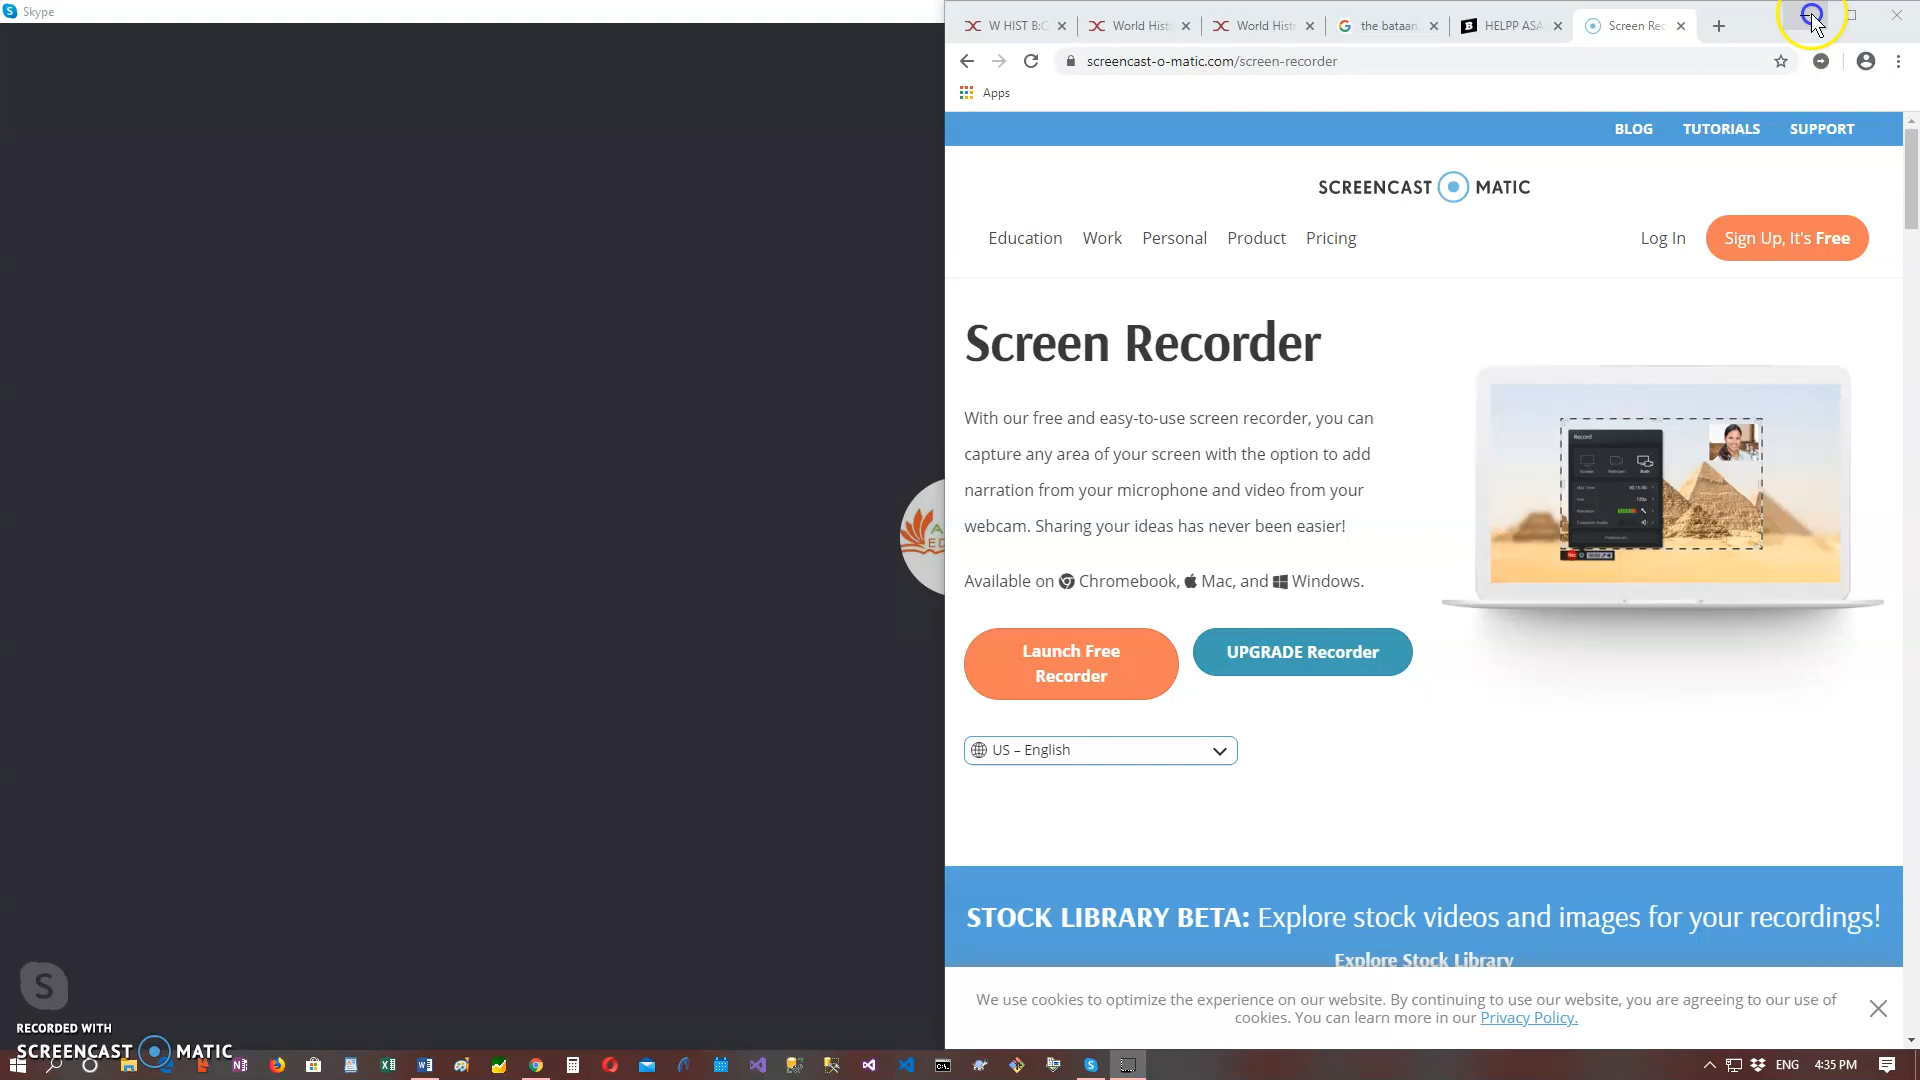 Skype
W HIST B:C
World Histo
World Histo
the bataan
HELPP ASA
Screen Rec
screencast-o-matic.com/screen-recorder
Apps
BLOG TUTORIALS SUPPORT
SCREENCAST MATIC
Education Work Personal Product Pricing
Log In
Sign Up, It's Free
Screen Recorder
With our free and easy-to-use screen recorder, you can
capture any area of your screen with the option to add
narration from your microphone and video from your
webcam. Sharing your ideas has never been easier!
Available on Chromebook, Mac, and Windows.
Launch Free
Recorder
UPGRADE Recorder
US – English
Record
STOCK LIBRARY BETA: Explore stock videos and images for your recordings!
Explore Stock Library
We use cookies to optimize the experience on our website. By continuing to use our website, you are agreeing to our use of
cookies. You can learn more in our Privacy Policy.
RECORDED WITH
SCREENCAST MATIC
ENG 4:35 PM